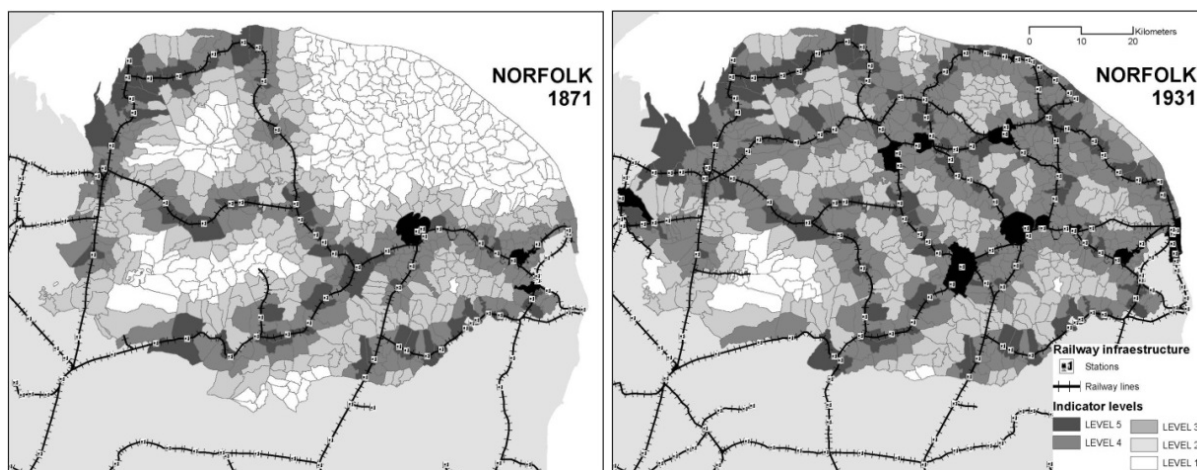 NORFOLK
1871
Kilometers
0 10 20
NORFOLK
1931
Railway infraestructure
Stations
Railway lines
Indicator levels
LEVEL 5
LEVEL 4
LEVEL 3
LEVEL 2
LEVEL 1